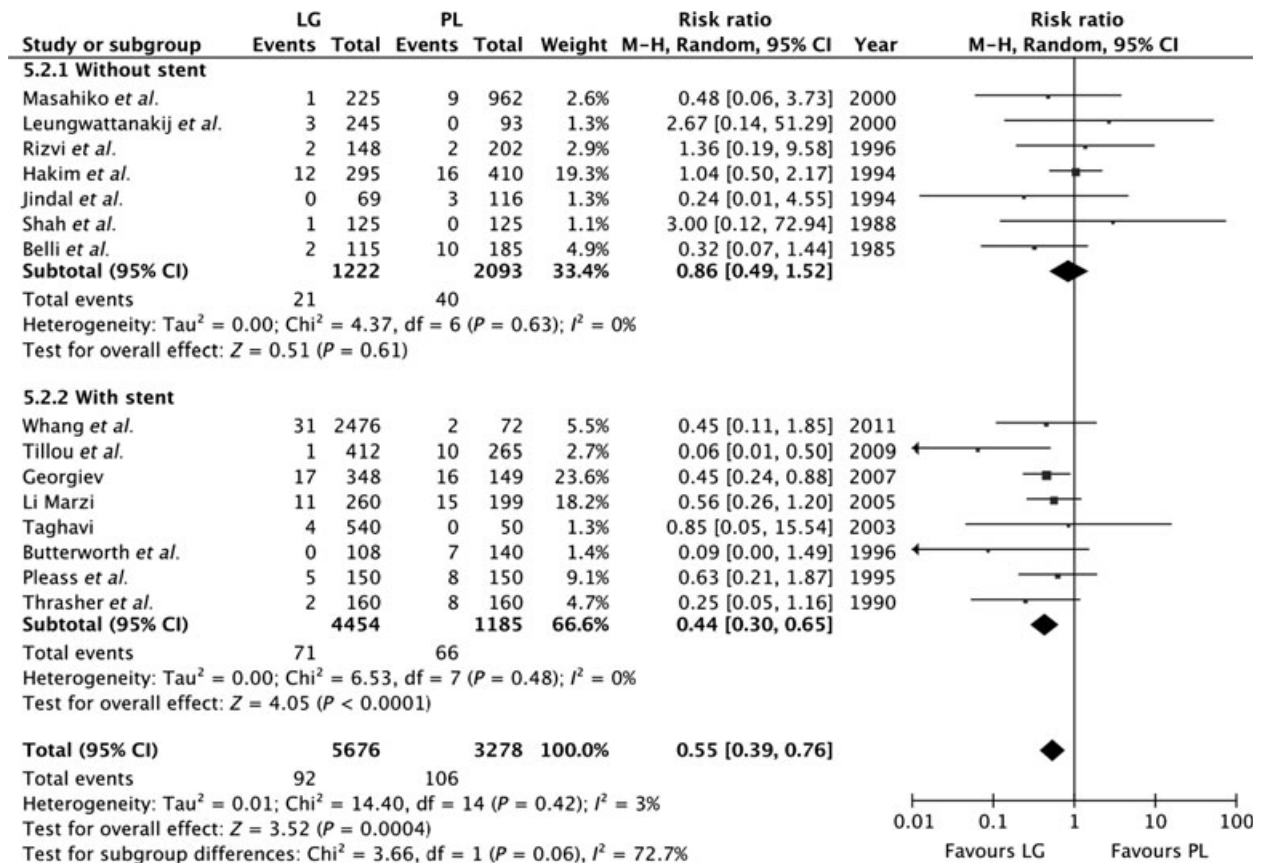 LG PL Risk ratio Risk ratio
Study or subgroup Events Total Events Total Weight M-H, Random, 95% CI Year M-H, Random, 95% CI
5.2.1 Without stent
Masahiko et al. 1 225 9 962 2.6% 0.48 [0.06, 3.73] 2000
Leungwattanakij et al. 3 245 0 93 1.3% 2.67 [0.14, 51.29] 2000
Rizvi et al. 2 148 2 202 2.9% 1.36 [0.19, 9.58] 1996
Hakim et al. 12 295 16 410 19.3% 1.04 [0.50, 2.17] 1994
Jindal et al. 0 69 3 116 1.3% 0.24 [0.01, 4.55] 1994
Shah et al. 1 125 0 125 1.1% 3.00 [0.12, 72.94] 1988
Belli et al. 2 115 10 185 4.9% 0.32 [0.07, 1.44] 1985
Subtotal (95% CI) 1222 2093 33.4% 0.86 [0.49, 1.52]
Total events 21 40
Heterogeneity: Tau² = 0.00; Chi² = 4.37, df = 6 (P = 0.63); I² = 0%
Test for overall effect: Z = 0.51 (P = 0.61)
5.2.2 With stent
Whang et al. 31 2476 2 72 5.5% 0.45 [0.11, 1.85] 2011
Tillou et al. 1 412 10 265 2.7% 0.06 [0.01, 0.50] 2009
Georgiev 17 348 16 149 23.6% 0.45 [0.24, 0.88] 2007
Li Marzi 11 260 15 199 18.2% 0.56 [0.26, 1.20] 2005
Taghavi 4 540 0 50 1.3% 0.85 [0.05, 15.54] 2003
Butterworth et al. 0 108 7 140 1.4% 0.09 [0.00, 1.49] 1996
Pleass et al. 5 150 8 150 9.1% 0.63 [0.21, 1.87] 1995
Thrasher et al. 2 160 8 160 4.7% 0.25 [0.05, 1.16] 1990
Subtotal (95% CI) 4454 1185 66.6% 0.44 [0.30, 0.65]
Total events 71 66
Heterogeneity: Tau² = 0.00; Chi² = 6.53, df = 7 (P = 0.48); I² = 0%
Test for overall effect: Z = 4.05 (P < 0.0001)
Total (95% CI) 5676 3278 100.0% 0.55 [0.39, 0.76]
Total events 92 106
Heterogeneity: Tau² = 0.01; Chi² = 14.40, df = 14 (P = 0.42); I² = 3%
Test for overall effect: Z = 3.52 (P = 0.0004)
Test for subgroup differences: Chi² = 3.66, df = 1 (P = 0.06), I² = 72.7%
0.01 0.1 1 10 100
Favours LG Favours PL